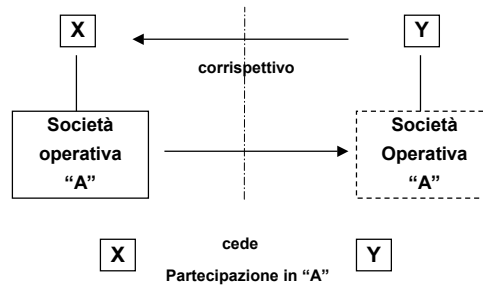 X
Y
corrispettivo
Società
operativa
“A”
Società
Operativa
“A”
X
cede
Y
Partecipazione in “A”